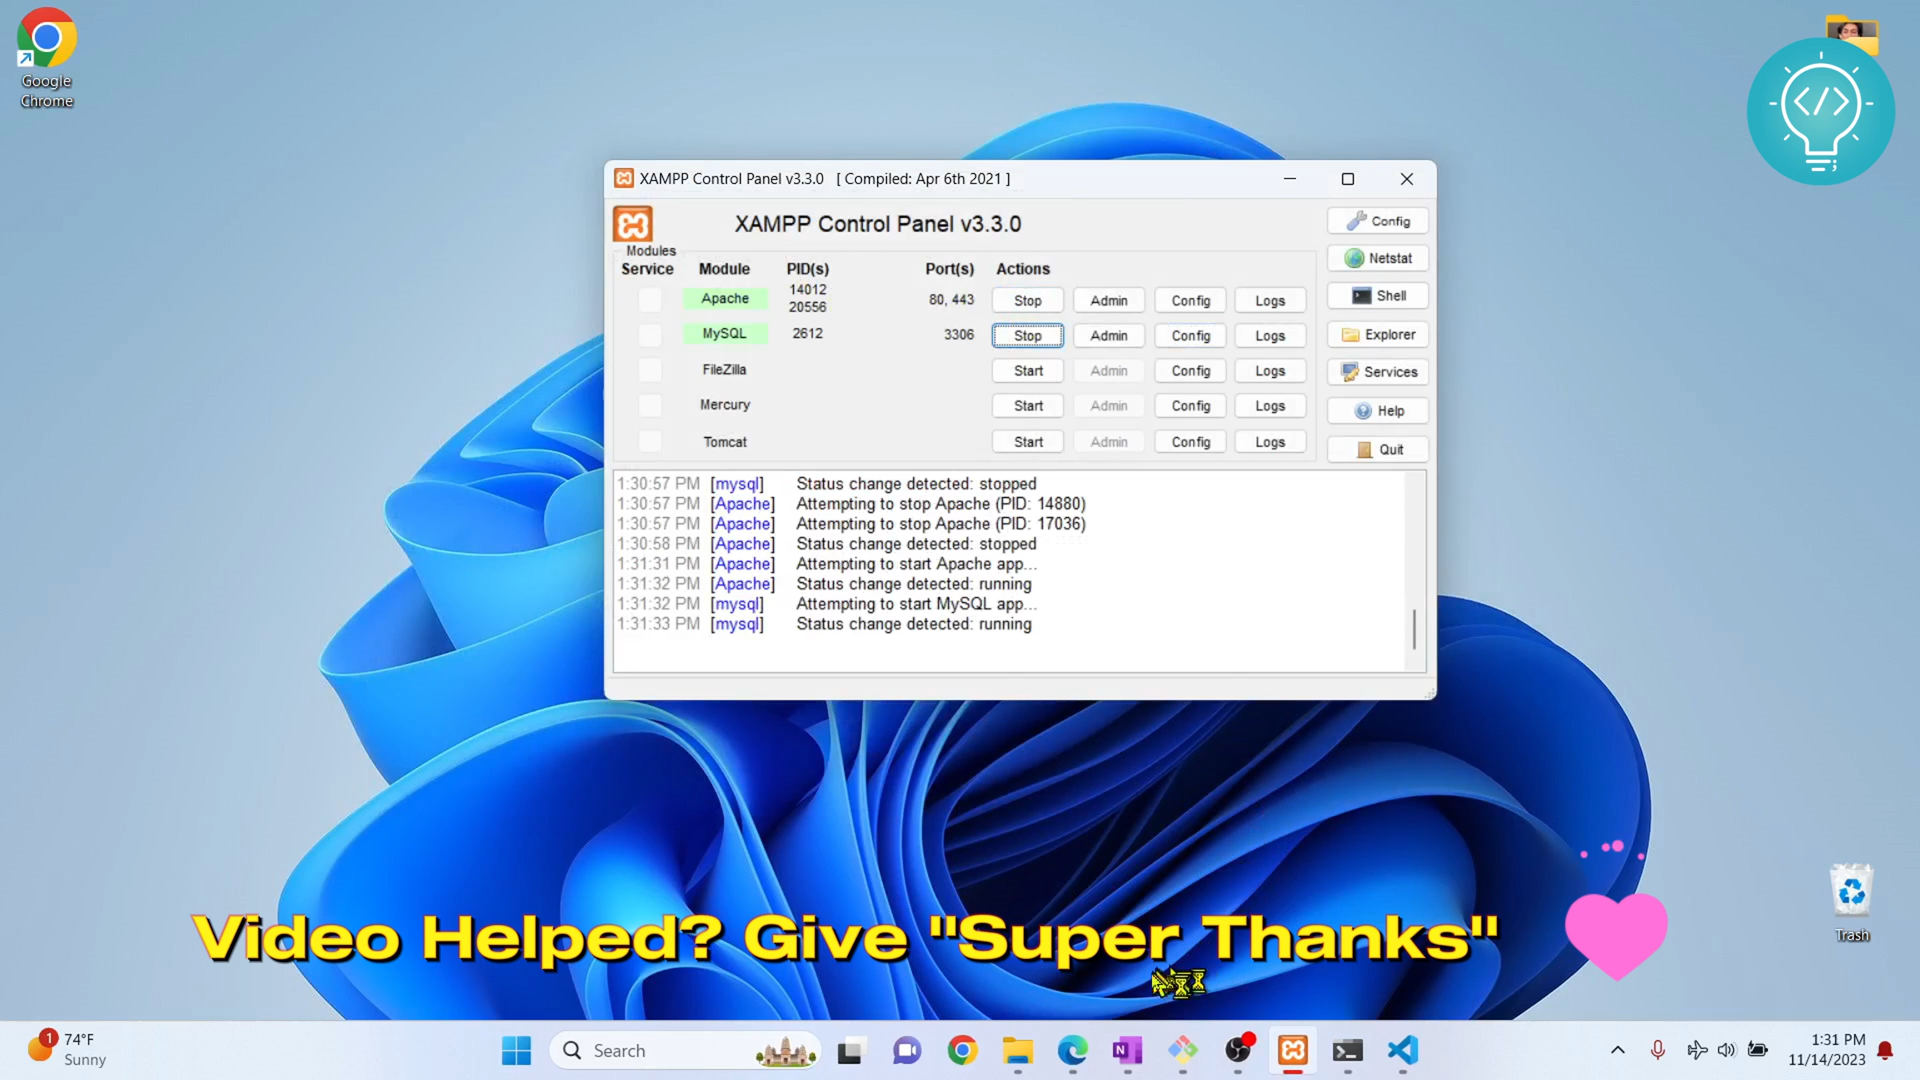 Google
Chrome
</>
XAMPP Control Panel v3.3.0 [ Compiled: Apr 6th 2021 ]
XAMPP Control Panel v3.3.0
Config
Modules
Service Module PID(s) Port(s) Actions
Netstat
Apache 14012 20556 80, 443 Stop Admin Config Logs
Shell
MySQL 2612 3306 Stop Admin Config Logs
Explorer
FileZilla Start Admin Config Logs
Services
Mercury Start Admin Config Logs
Help
Tomcat Start Admin Config Logs
Quit
1:30:57 PM [mysql] Status change detected: stopped
1:30:57 PM [Apache] Attempting to stop Apache (PID: 14880)
1:30:57 PM [Apache] Attempting to stop Apache (PID: 17036)
1:30:58 PM [Apache] Status change detected: stopped
1:31:31 PM [Apache] Attempting to start Apache app...
1:31:32 PM [Apache] Status change detected: running
1:31:32 PM [mysql] Attempting to start MySQL app...
1:31:33 PM [mysql] Status change detected: running
Video Helped? Give "Super Thanks"
Trash
1
74°F
Sunny
Search
N
1:31 PM
11/14/2023